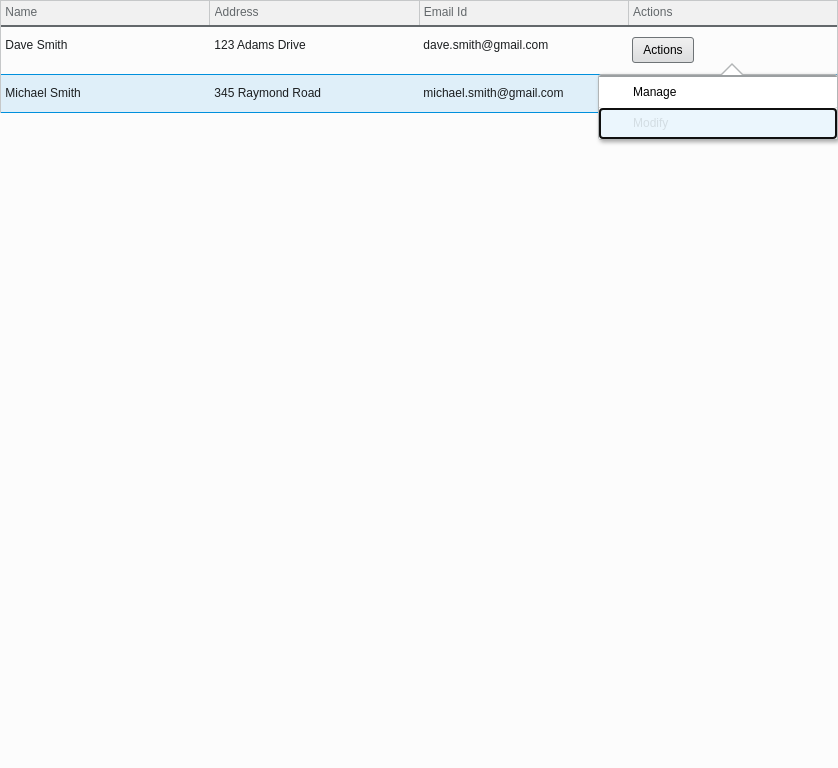 Name Address Email Id Actions
Dave Smith 123 Adams Drive dave.smith@gmail.com Actions
Michael Smith 345 Raymond Road michael.smith@gmail.com Manage
Modify